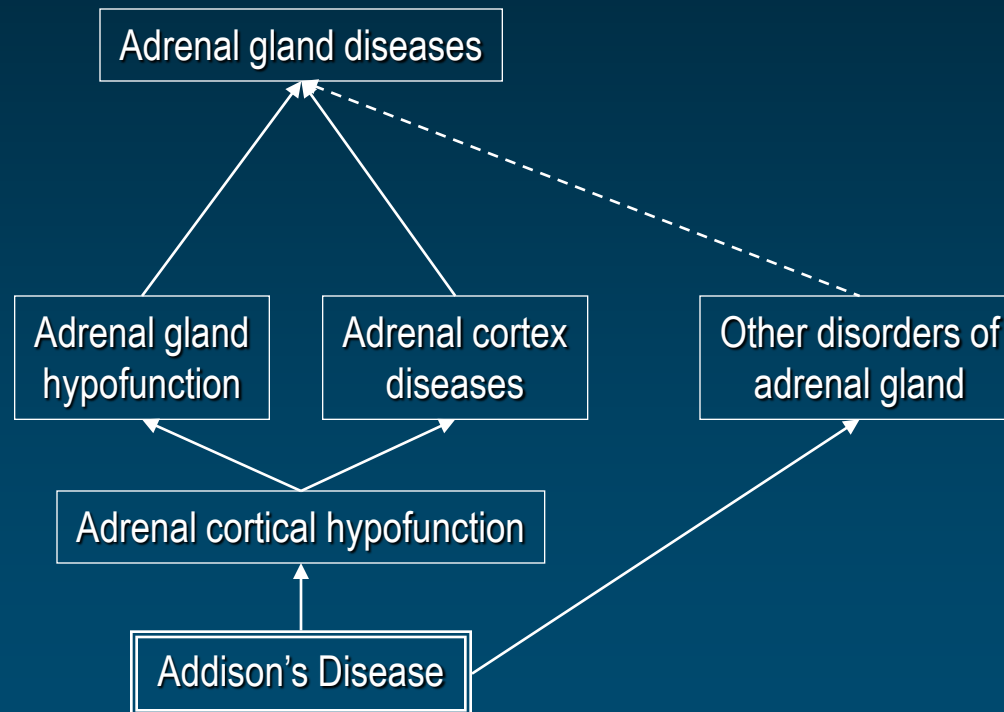 Adrenal gland diseases
Adrenal gland
hypofunction
Adrenal cortex
diseases
Other disorders of
adrenal gland
Adrenal cortical hypofunction
Addison’s Disease